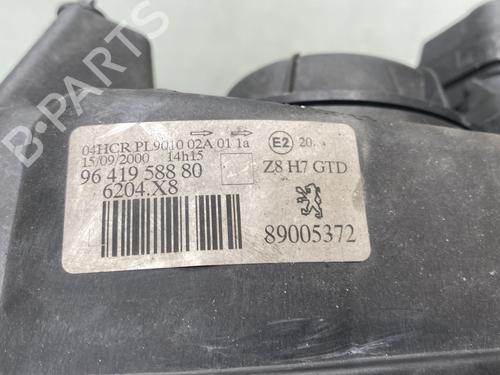 04HCR PL9010 02A 01 1a
15/09/2000 14h15
96 419 588 80
6204.X8
E2 20
Z8 H7 GTD
89005372
B-PARTS